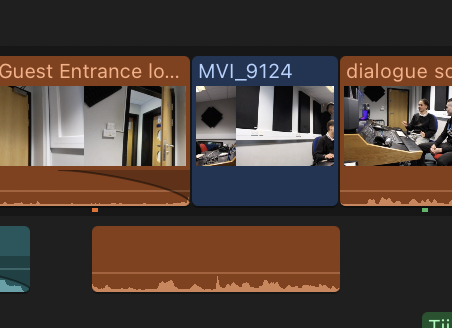 Guest Entrance lo...
MVI_9124
dialogue sc